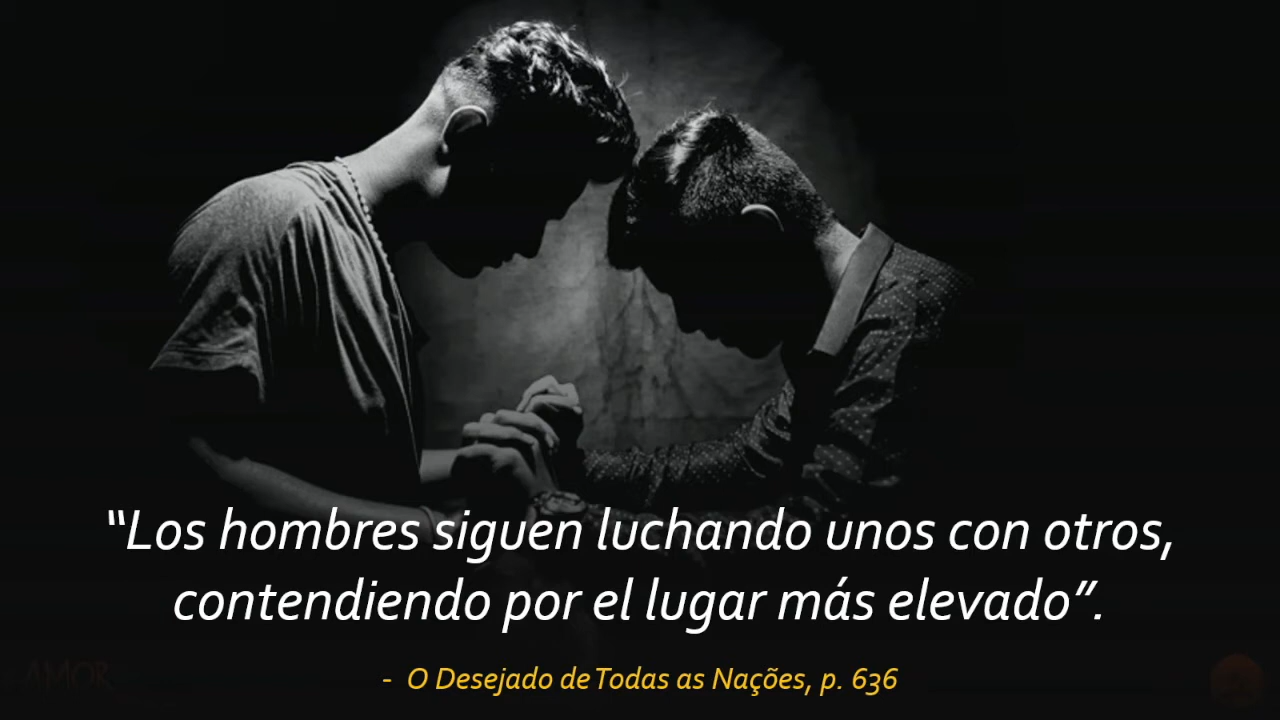 “Los hombres siguen luchando unos con otros,
contendiendo por el lugar más elevado”.
- O Desejado de Todas as Nações, p. 636
AMOR